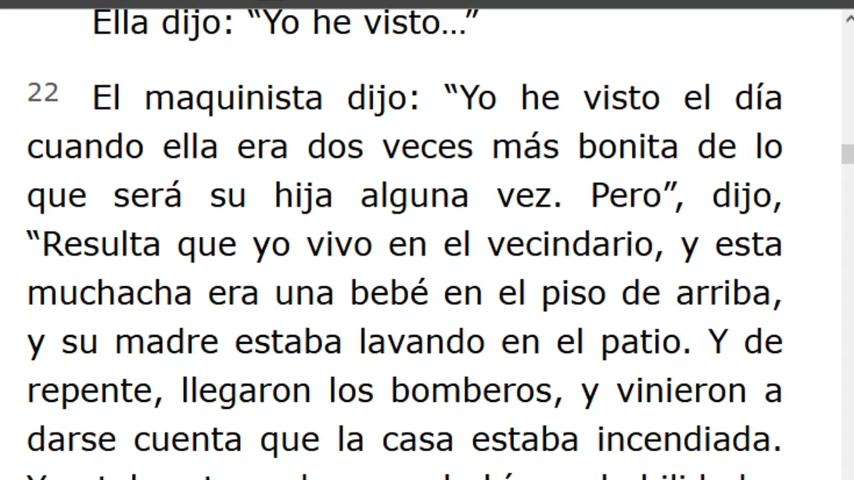 Ella dijo: “Yo he visto…”
22 El maquinista dijo: “Yo he visto el día
cuando ella era dos veces más bonita de lo
que será su hija alguna vez. Pero”, dijo,
“Resulta que yo vivo en el vecindario, y esta
muchacha era una bebé en el piso de arriba,
y su madre estaba lavando en el patio. Y de
repente, llegaron los bomberos, y vinieron a
darse cuenta que la casa estaba incendiada.